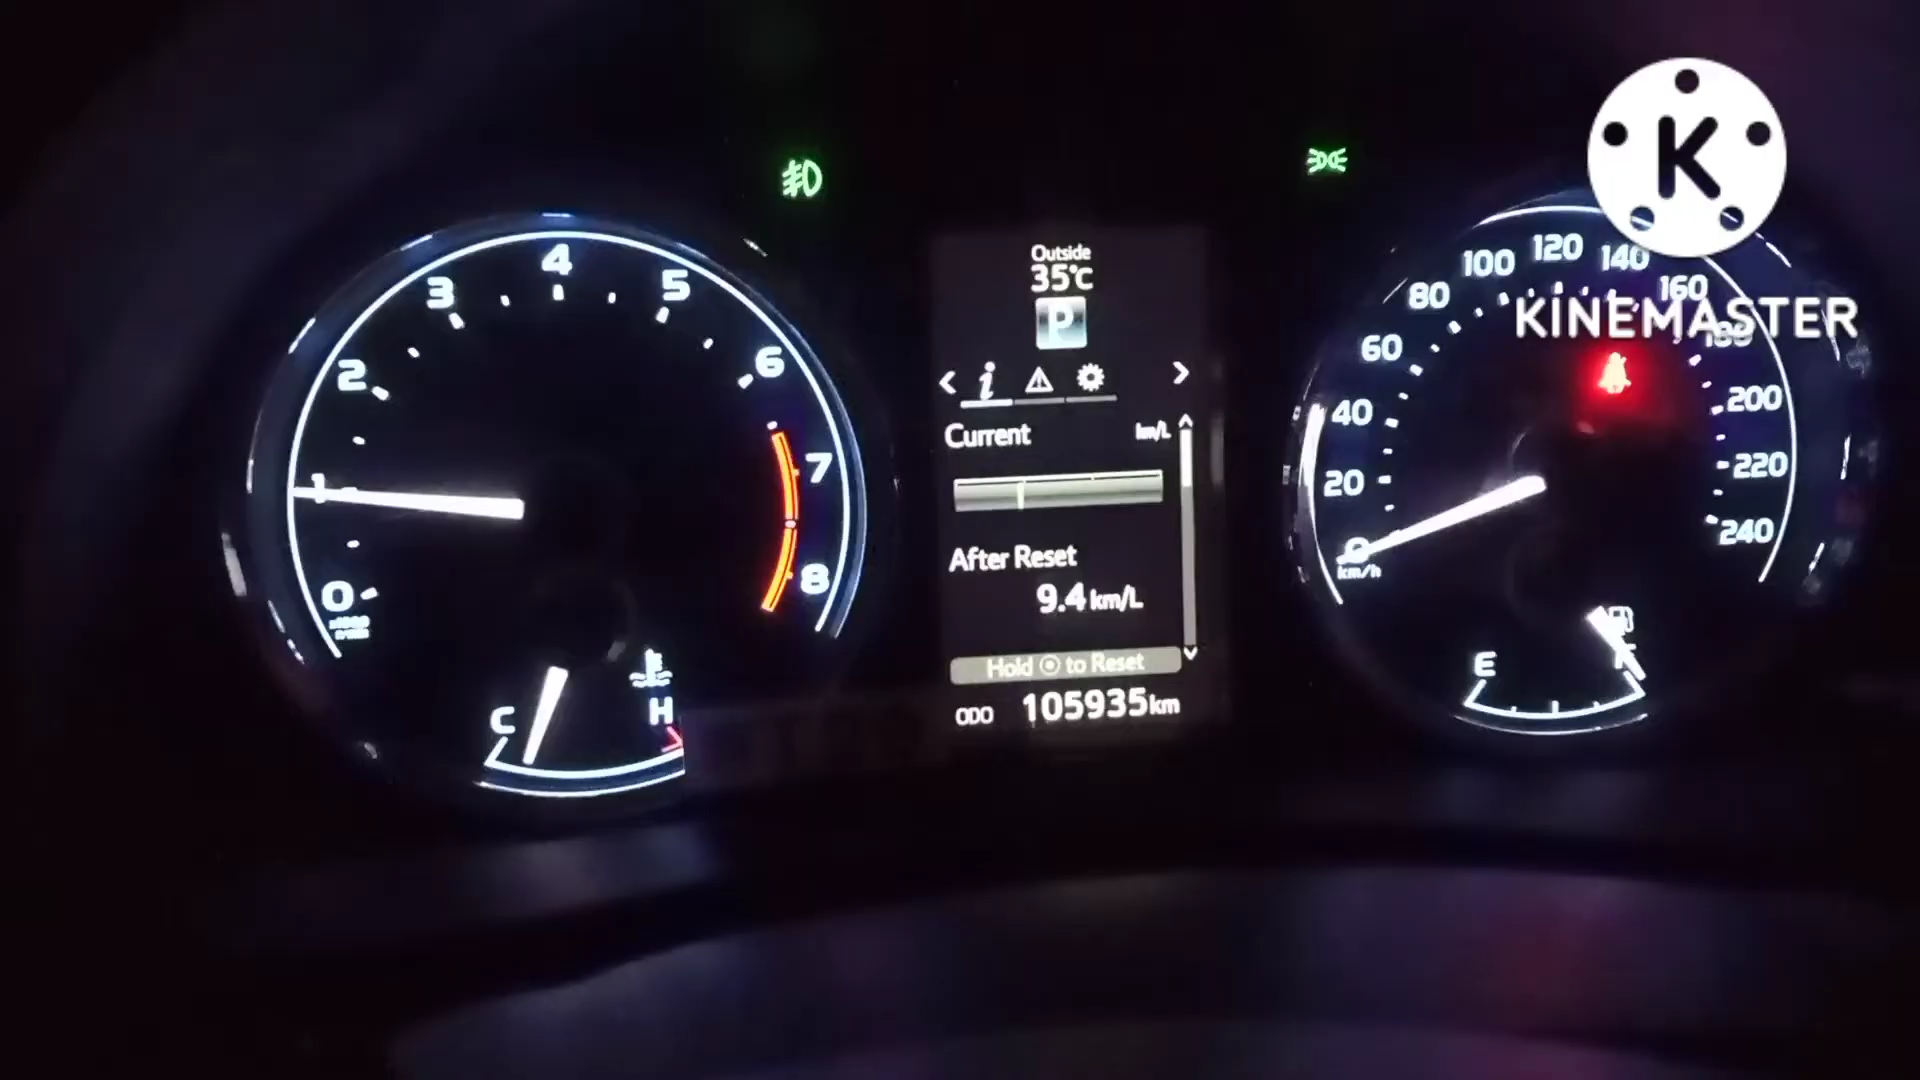 0
1
2
3
4
5
6
7
8
C
H
Outside
35°C
P
i
Current km/L
After Reset
9.4 km/L
Hold ⦿ to Reset
ODO 105935 km
0
km/h
20
40
60
80
100
120
140
160
180
200
220
240
E
F
K
KINEMASTER